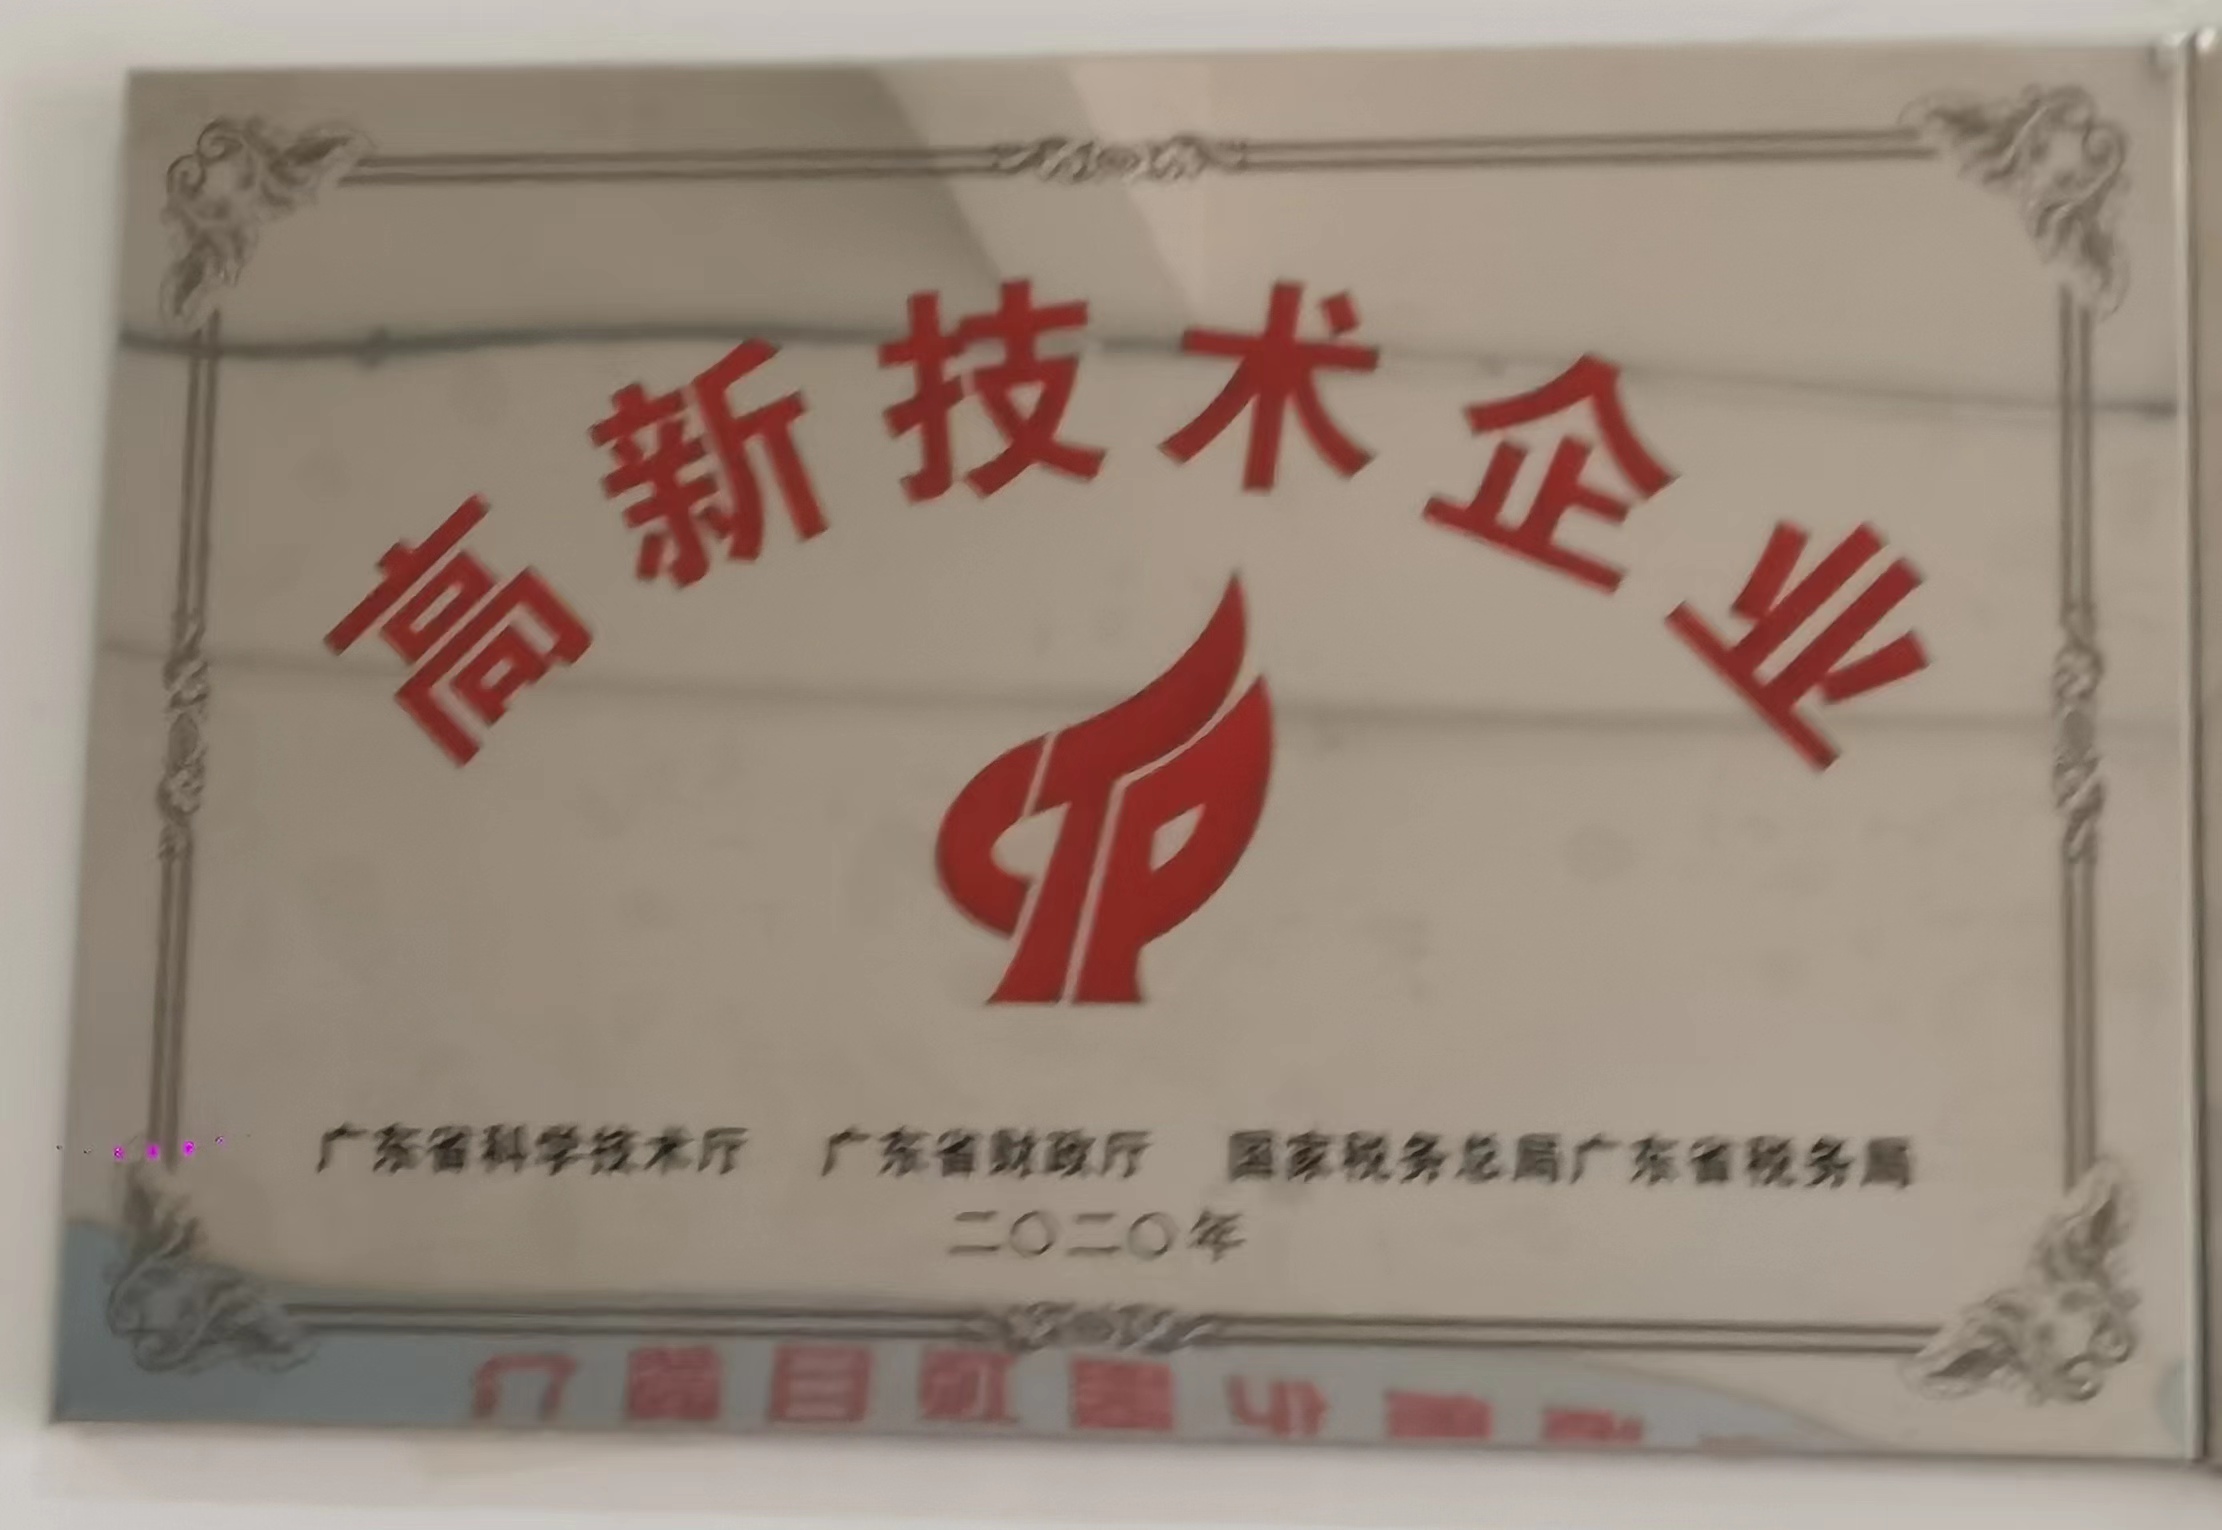 高新技术企业
广东省科学技术厅 广东省财政厅 国家税务总局广东省税务局
二〇二〇年